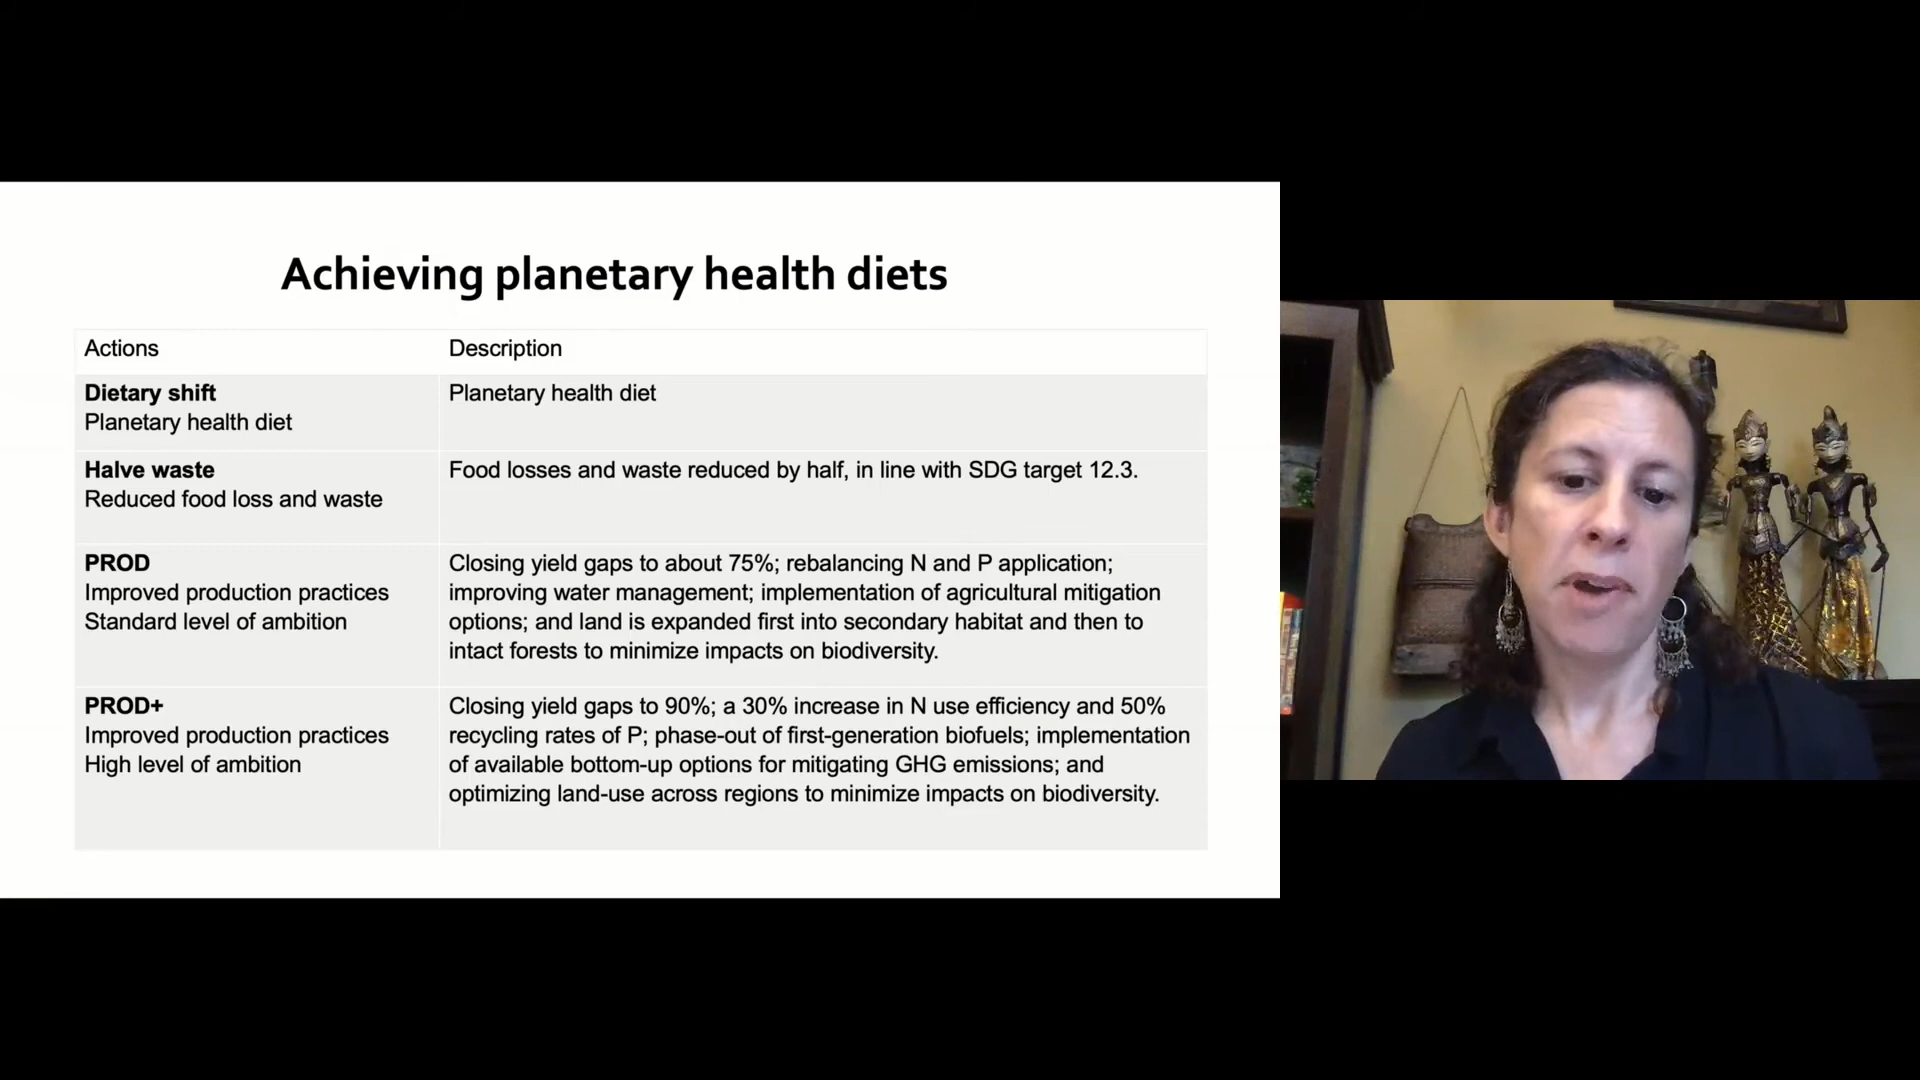 Achieving planetary health diets
Actions
Description
Dietary shift
Planetary health diet
Planetary health diet
Halve waste
Reduced food loss and waste
Food losses and waste reduced by half, in line with SDG target 12.3.
PROD
Improved production practices
Standard level of ambition
Closing yield gaps to about 75%; rebalancing N and P application;
improving water management; implementation of agricultural mitigation
options; and land is expanded first into secondary habitat and then to
intact forests to minimize impacts on biodiversity.
PROD+
Improved production practices
High level of ambition
Closing yield gaps to 90%; a 30% increase in N use efficiency and 50%
recycling rates of P; phase-out of first-generation biofuels; implementation
of available bottom-up options for mitigating GHG emissions; and
optimizing land-use across regions to minimize impacts on biodiversity.